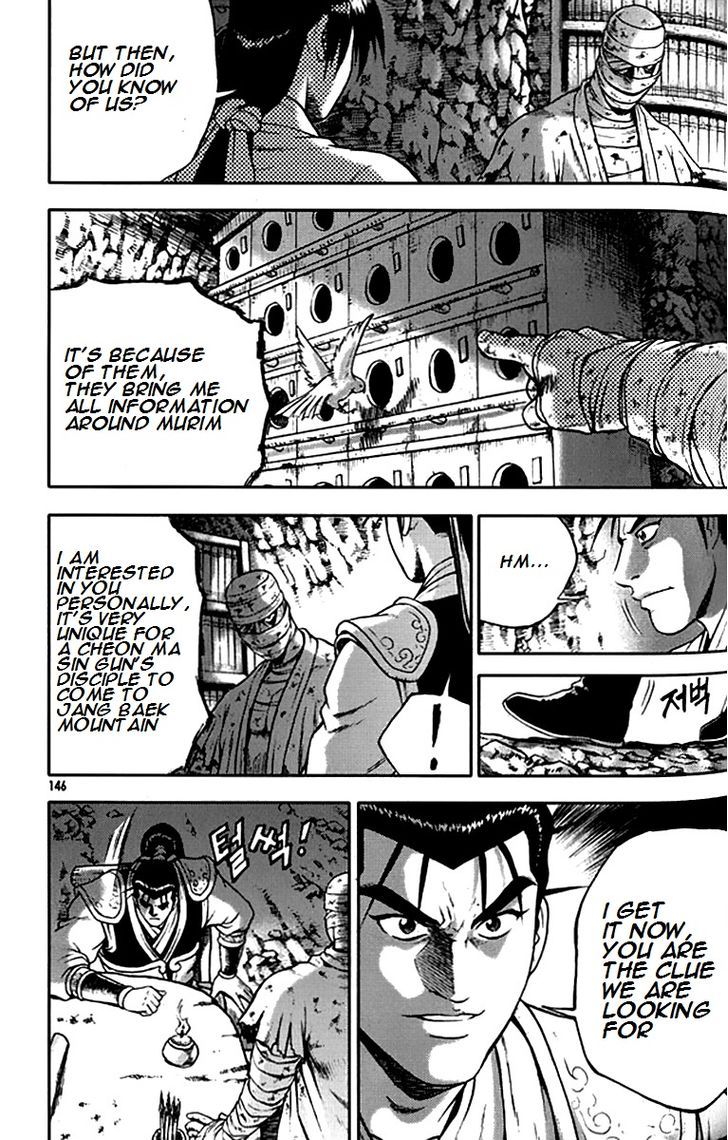 BUT THEN,
HOW DID
YOU KNOW
OF US?
IT'S BECAUSE
OF THEM,
THEY BRING ME
ALL INFORMATION
AROUND MURIM
HM...
저벅
I AM
INTERESTED
IN YOU
PERSONALLY,
IT'S VERY
UNIQUE FOR
A CHEON MA
SIN GUN'S
DISCIPLE TO
COME TO
JANG BAEK
MOUNTAIN
!
146
털썩!
I GET
IT NOW,
YOU ARE
THE CLUE
WE ARE
LOOKING
FOR